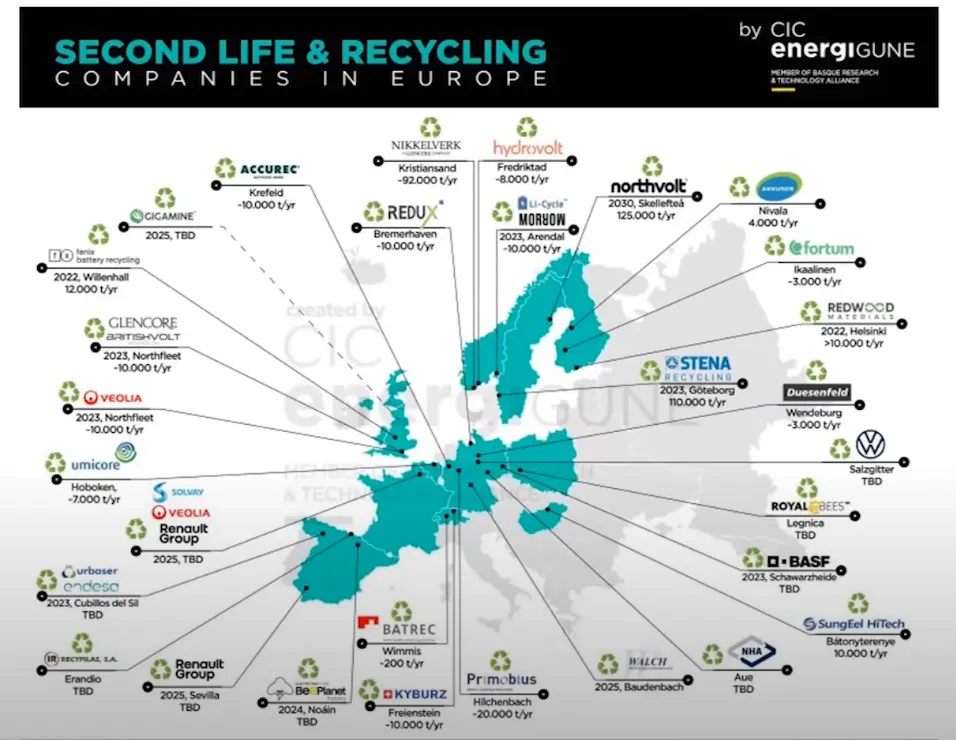 SECOND LIFE & RECYCLING
COMPANIES IN EUROPE
by CIC
energiGUNE
MEMBER OF BASQUE RESEARCH
& TECHNOLOGY ALLIANCE
NIKKELVERK
Kristiansand
-92.000 t/yr
hydrovolt
Fredriktad
-8.000 t/yr
ACCUREC
Krefeld
-10.000 t/yr
northvolt
2030, Skellefteå
125.000 t/yr
Nivala
4.000 t/yr
GIGAMINE
2025, TBD
REDUX
Bremerhaven
-10.000 t/yr
Li-Cycle™
MORROW
2023, Arendal
-10.000 t/yr
fenix
battery recycling
2022, Willenhall
12.000 t/yr
fortum
Ikaalinen
-3.000 t/yr
GLENCORE
BRITISHVOLT
2023, Northfleet
-10.000 t/yr
REDWOOD
MATERIALS
2022, Helsinki
>10.000 t/yr
created by
CIC
energiGUNE
MEMBER OF
& TECHNOLOGY ALLIANCE
STENA
RECYCLING
2023, Göteborg
110.000 t/yr
VEOLIA
2023, Northfleet
-10.000 t/yr
Duesenfeld
Wendeburg
-3.000 t/yr
umicore
Hoboken,
-7.000 t/yr
Salzgitter
TBD
SOLVAY
VEOLIA
Renault
Group
2025, TBD
ROYAL BEES™
Legnica
TBD
urbaser
endesa
2023, Cubillos del Sil
TBD
BASF
2023, Schawarzheide
TBD
BATREC
Wimmis
-200 t/yr
SungEel HiTech
Bátonyterenye
10.000 t/yr
RECYPILAS, S.A.
Erandio
TBD
Renault
Group
2025, Sevilla
TBD
BePlanet
2024, Noáin
TBD
KYBURZ
Freienstein
-10.000 t/yr
Primobius
Hilchenbach
-20.000 t/yr
WALCH
2025, Baudenbach
NHA
Aue
TBD